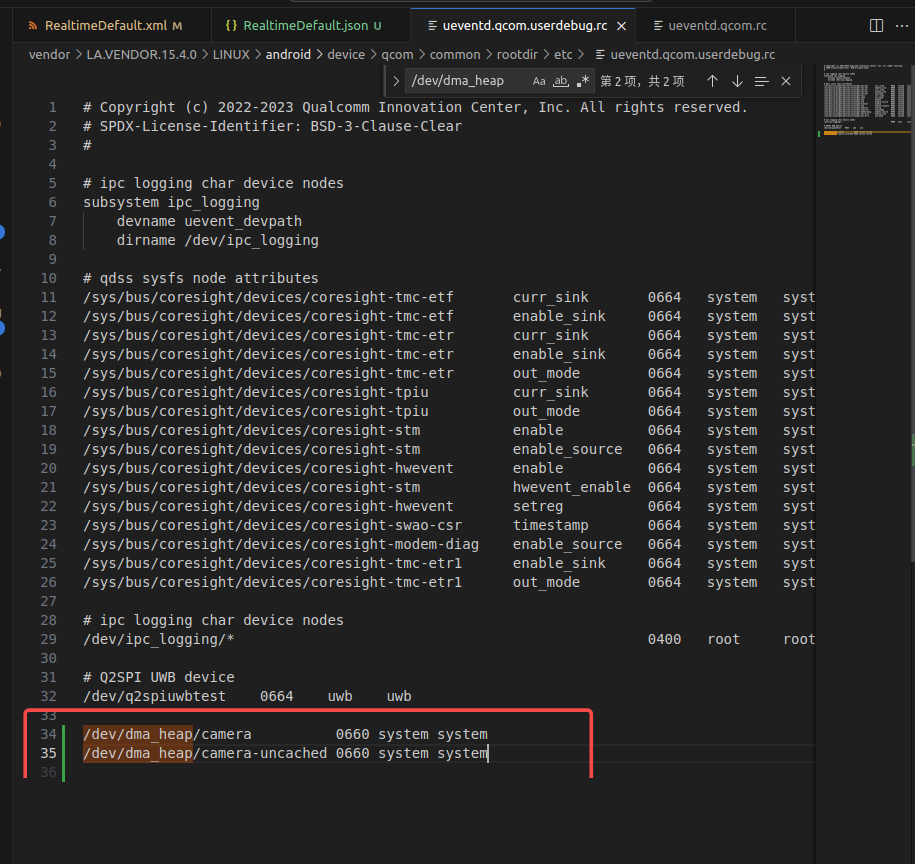 RealtimeDefault.xml M
{} RealtimeDefault.json U
ueventd.qcom.userdebug.rc
ueventd.qcom.rc
vendor > LA.VENDOR.15.4.0 > LINUX > android > device > qcom > common > rootdir > etc > ueventd.qcom.userdebug.rc
/dev/dma_heap Aa ab .* 第 2 项，共 2 项
1 # Copyright (c) 2022-2023 Qualcomm Innovation Center, Inc. All rights reserved.
2 # SPDX-License-Identifier: BSD-3-Clause-Clear
3 #
4
5 # ipc logging char device nodes
6 subsystem ipc_logging
7 devname uevent_devpath
8 dirname /dev/ipc_logging
9
10 # qdss sysfs node attributes
11 /sys/bus/coresight/devices/coresight-tmc-etf curr_sink 0664 system syst
12 /sys/bus/coresight/devices/coresight-tmc-etf enable_sink 0664 system syst
13 /sys/bus/coresight/devices/coresight-tmc-etr curr_sink 0664 system syst
14 /sys/bus/coresight/devices/coresight-tmc-etr enable_sink 0664 system syst
15 /sys/bus/coresight/devices/coresight-tmc-etr out_mode 0664 system syst
16 /sys/bus/coresight/devices/coresight-tpiu curr_sink 0664 system syst
17 /sys/bus/coresight/devices/coresight-tpiu out_mode 0664 system syst
18 /sys/bus/coresight/devices/coresight-stm enable 0664 system syst
19 /sys/bus/coresight/devices/coresight-stm enable_source 0664 system syst
20 /sys/bus/coresight/devices/coresight-hwevent enable 0664 system syst
21 /sys/bus/coresight/devices/coresight-stm hwevent_enable 0664 system syst
22 /sys/bus/coresight/devices/coresight-hwevent setreg 0664 system syst
23 /sys/bus/coresight/devices/coresight-swao-csr timestamp 0664 system syst
24 /sys/bus/coresight/devices/coresight-modem-diag enable_source 0664 system syst
25 /sys/bus/coresight/devices/coresight-tmc-etr1 enable_sink 0664 system syst
26 /sys/bus/coresight/devices/coresight-tmc-etr1 out_mode 0664 system syst
27
28 # ipc logging char device nodes
29 /dev/ipc_logging/* 0400 root root
30
31 # Q2SPI UWB device
32 /dev/q2spiuwbtest 0664 uwb uwb
33
34 /dev/dma_heap/camera 0660 system system
35 /dev/dma_heap/camera-uncached 0660 system system
36